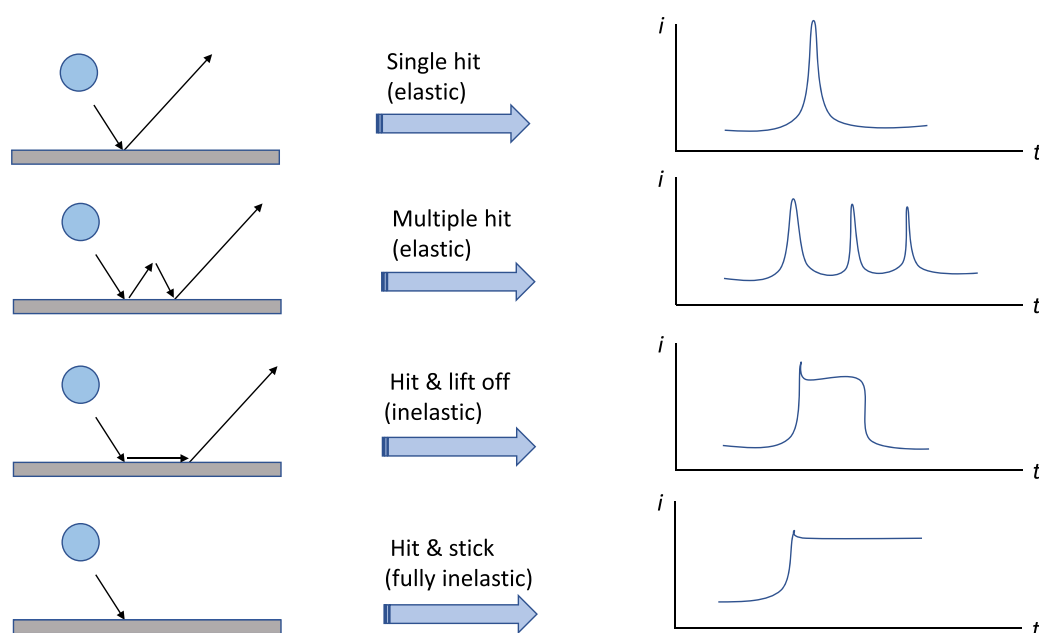 Single hit
(elastic)
i
t
Multiple hit
(elastic)
i
t
Hit & lift off
(inelastic)
i
t
Hit & stick
(fully inelastic)
i
t